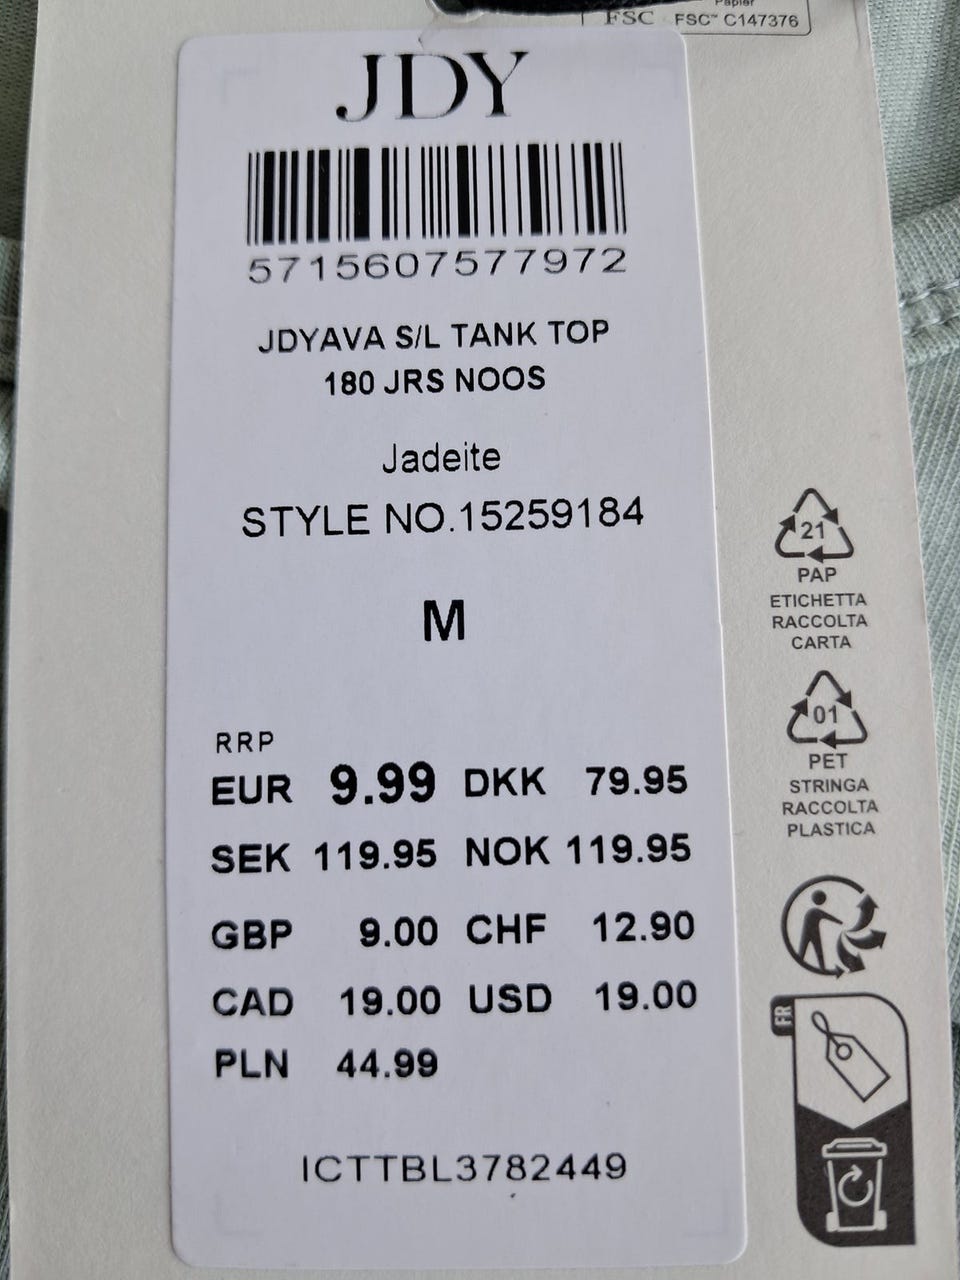 Papier
FSC FSC™ C147376
JDY
5715607577972
JDYAVA S/L TANK TOP
180 JRS NOOS
Jadeite
STYLE NO.15259184
M
RRP
EUR 9.99 DKK 79.95
SEK 119.95 NOK 119.95
GBP 9.00 CHF 12.90
CAD 19.00 USD 19.00
PLN 44.99
ICTTBL3782449
21
PAP
ETICHETTA
RACCOLTA
CARTA
01
PET
STRINGA
RACCOLTA
PLASTICA
FR